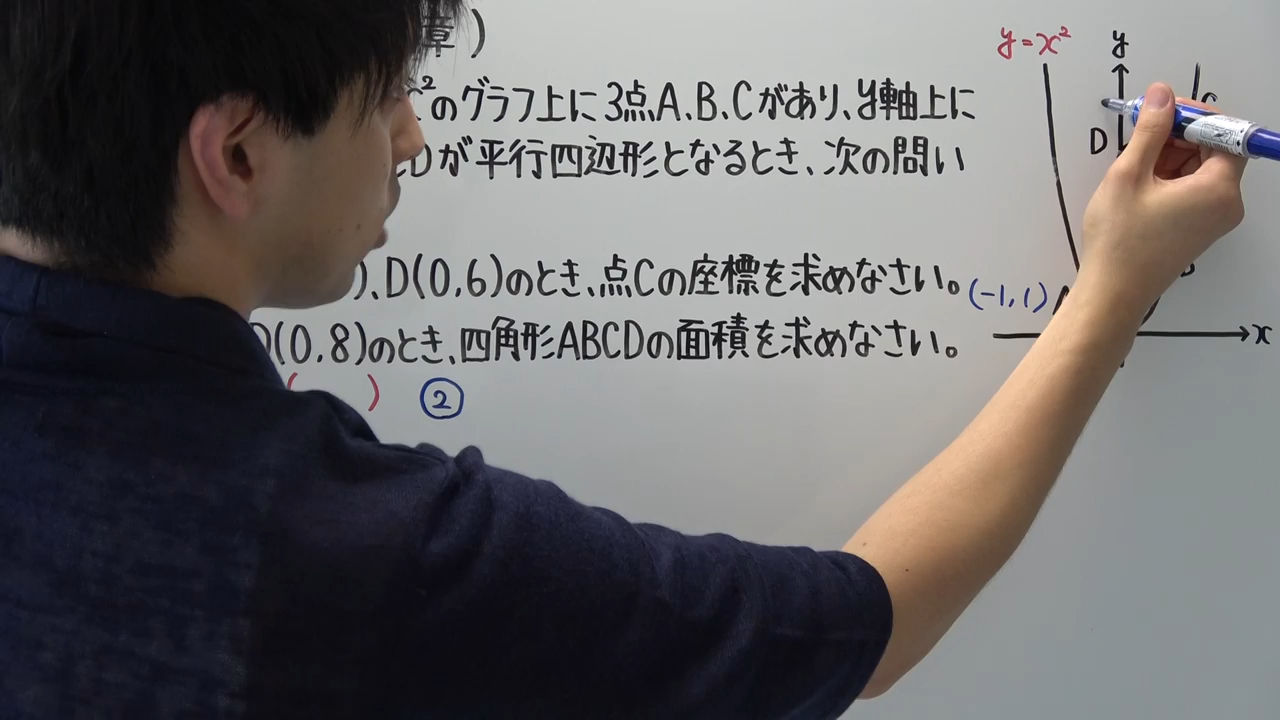 章)
x²のグラフ上に3点A、B、Cがあり、y軸上に
CDが平行四辺形となるとき、次の問い
)、D(0,6)のとき、点Cの座標を求めなさい。
D(0,8)のとき、四角形ABCDの面積を求めなさい。
( ) ②
y=x²
y
D
(-1,1)
x